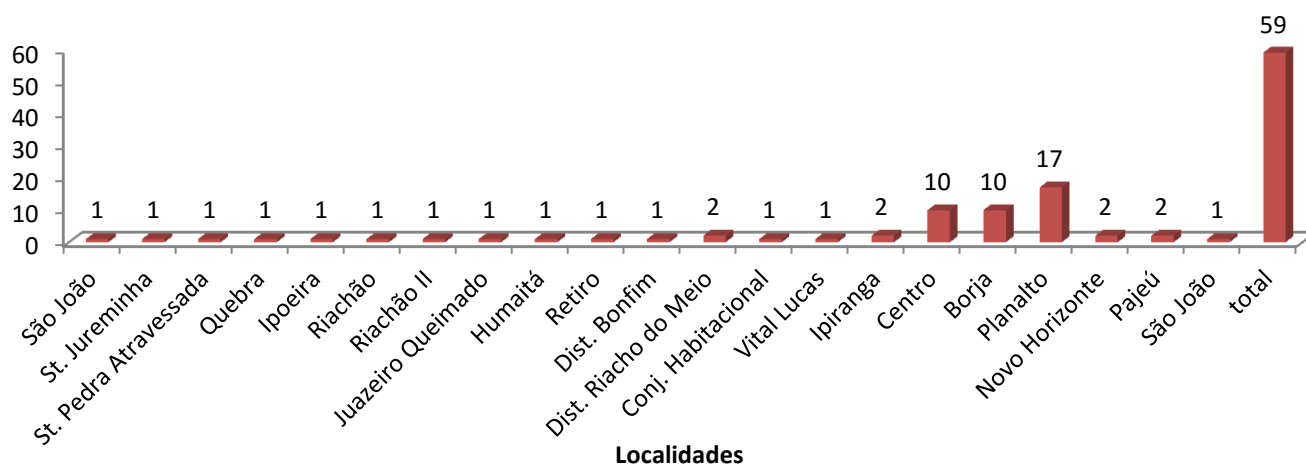 59
60
50
40
30
20
10
0
1 1 1 1 1 1 1 1 1 1 1 2 1 1 2 10 10 17 2 2 1
São João
St. Jureminha
St. Pedra Atravessada
Quebra
Ipoeira
Riachão
Riachão II
Juazeiro Queimado
Humaitá
Retiro
Dist. Bonfim
Dist. Riacho do Meio
Conj. Habitacional
Vital Lucas
Ipiranga
Centro
Borja
Planalto
Novo Horizonte
Pajeú
São João
total
Localidades